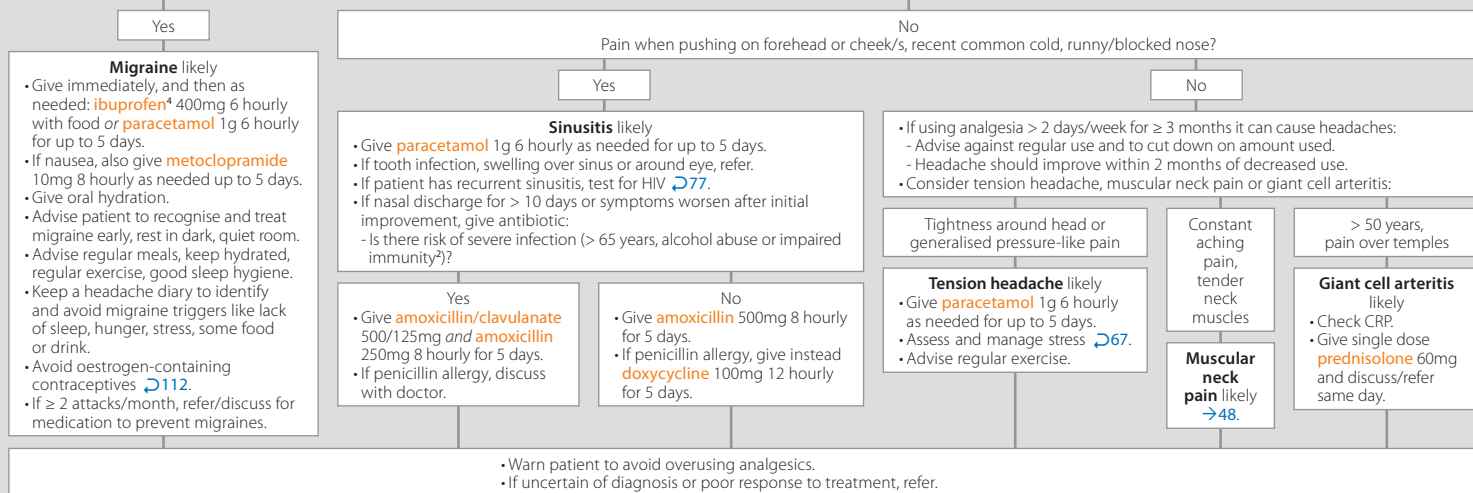 Yes
Migraine likely
• Give immediately, and then as
needed: ibuprofen⁴ 400mg 6 hourly
with food or paracetamol 1g 6 hourly
for up to 5 days.
• If nausea, also give metoclopramide
10mg 8 hourly as needed up to 5 days.
• Give oral hydration.
• Advise patient to recognise and treat
migraine early, rest in dark, quiet room.
• Advise regular meals, keep hydrated,
regular exercise, good sleep hygiene.
• Keep a headache diary to identify
and avoid migraine triggers like lack
of sleep, hunger, stress, some food
or drink.
• Avoid oestrogen-containing
contraceptives ⮌112.
• If ≥ 2 attacks/month, refer/discuss for
medication to prevent migraines.
No
Pain when pushing on forehead or cheek/s, recent common cold, runny/blocked nose?
Yes
Sinusitis likely
• Give paracetamol 1g 6 hourly as needed for up to 5 days.
• If tooth infection, swelling over sinus or around eye, refer.
• If patient has recurrent sinusitis, test for HIV ⮌77.
• If nasal discharge for > 10 days or symptoms worsen after initial
improvement, give antibiotic:
- Is there risk of severe infection (> 65 years, alcohol abuse or impaired
immunity²)?
Yes
• Give amoxicillin/clavulanate
500/125mg and amoxicillin
250mg 8 hourly for 5 days.
• If penicillin allergy, discuss
with doctor.
No
• Give amoxicillin 500mg 8 hourly
for 5 days.
• If penicillin allergy, give instead
doxycycline 100mg 12 hourly
for 5 days.
No
• If using analgesia > 2 days/week for ≥ 3 months it can cause headaches:
- Advise against regular use and to cut down on amount used.
- Headache should improve within 2 months of decreased use.
• Consider tension headache, muscular neck pain or giant cell arteritis:
Tightness around head or
generalised pressure-like pain
Tension headache likely
• Give paracetamol 1g 6 hourly
as needed for up to 5 days.
• Assess and manage stress ⮌67.
• Advise regular exercise.
Constant
aching
pain,
tender
neck
muscles
Muscular
neck
pain likely
→48.
> 50 years,
pain over temples
Giant cell arteritis
likely
• Check CRP.
• Give single dose
prednisolone 60mg
and discuss/refer
same day.
• Warn patient to avoid overusing analgesics.
• If uncertain of diagnosis or poor response to treatment, refer.